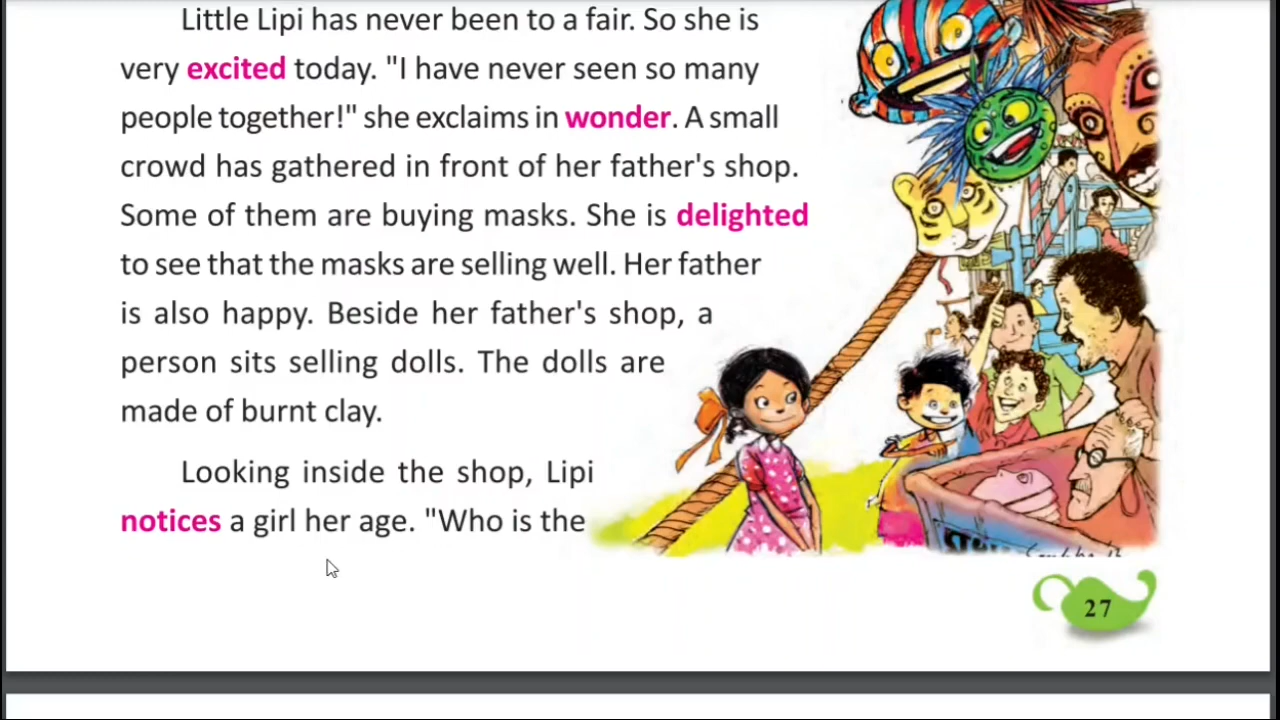 Little Lipi has never been to a fair. So she is
very excited today. "I have never seen so many
people together!" she exclaims in wonder. A small
crowd has gathered in front of her father's shop.
Some of them are buying masks. She is delighted
to see that the masks are selling well. Her father
is also happy. Beside her father's shop, a
person sits selling dolls. The dolls are
made of burnt clay.
Looking inside the shop, Lipi
notices a girl her age. "Who is the
27